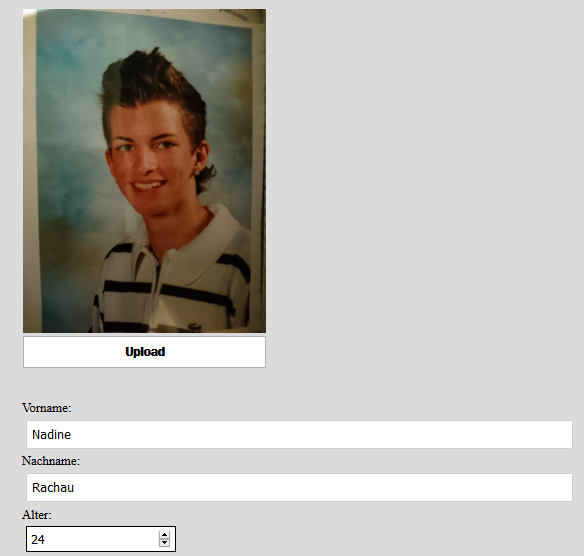 Upload
Vorname:
Nadine
Nachname:
Rachau
Alter:
24